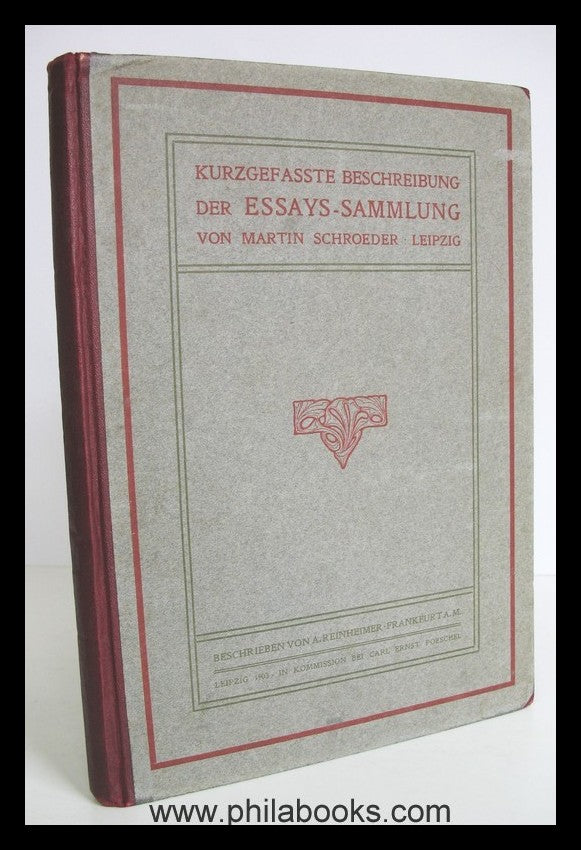 KURZGEFASSTE BESCHREIBUNG
DER ESSAYS-SAMMLUNG
VON MARTIN SCHROEDER · LEIPZIG
BESCHRIEBEN VON A. REINHEIMER-FRANKFURT A. M.
LEIPZIG · IN KOMMISSION BEI CARL ERNST POESCHEL
www.philabooks.com